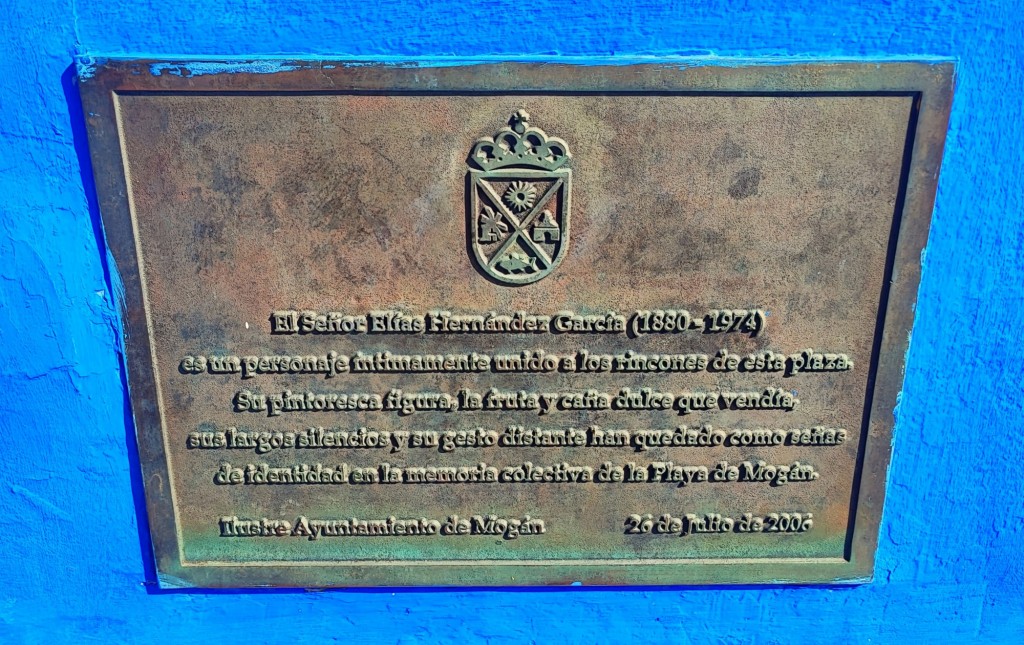 El Señor Elías Hernández García (1880 - 1974)
es un personaje íntimamente unido a los rincones de esta plaza.
Su pintoresca figura, la fruta y caña dulce que vendía,
sus largos silencios y su gesto distante han quedado como señas
de identidad en la memoria colectiva de la Playa de Mogán.
Ilustre Ayuntamiento de Mogán 26 de Julio de 2006